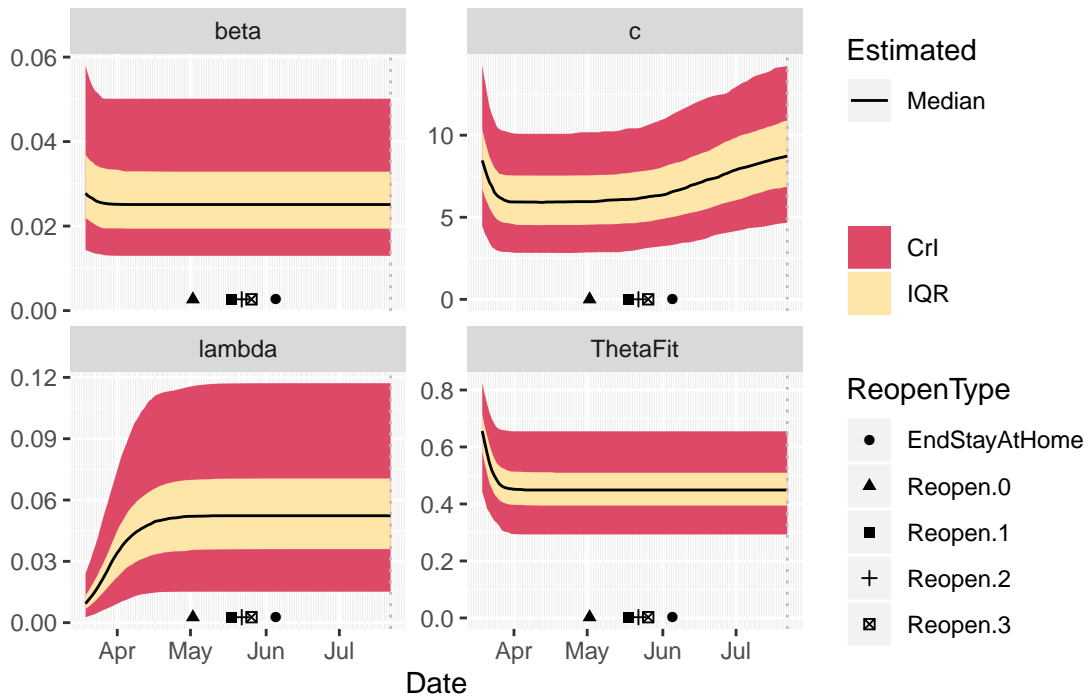 beta
c
0.06
0.04
0.02
0.00
10
5
0
lambda
ThetaFit
0.12
0.09
0.06
0.03
0.00
0.8
0.6
0.4
0.2
0.0
Apr May Jun Jul
Apr May Jun Jul
Date
Estimated
Median
CrI
IQR
ReopenType
EndStayAtHome
Reopen.0
Reopen.1
Reopen.2
Reopen.3